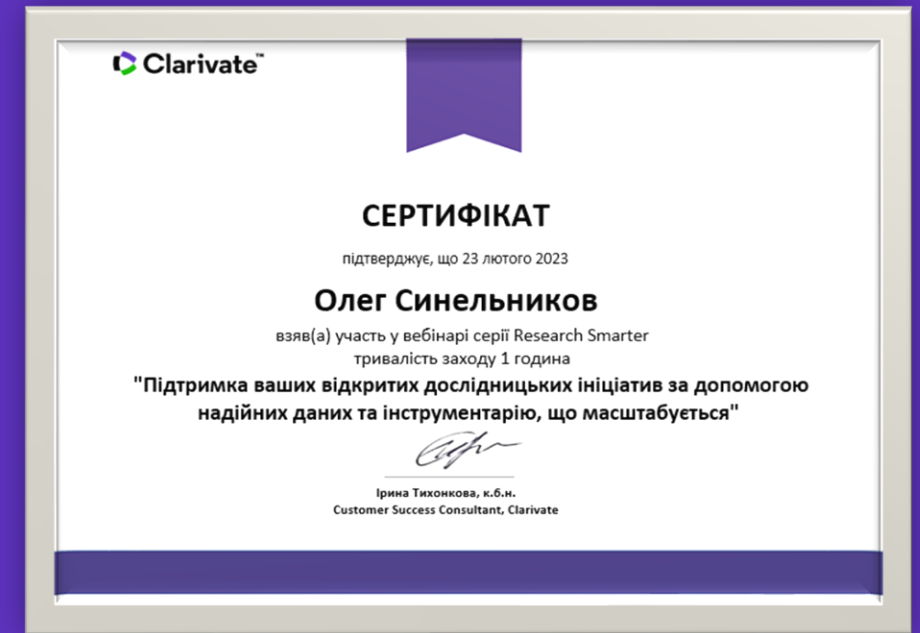 Clarivate™
СЕРТИФІКАТ
підтверджує, що 23 лютого 2023
Олег Синельников
взяв(а) участь у вебінарі серії Research Smarter
тривалість заходу 1 година
"Підтримка ваших відкритих дослідницьких ініціатив за допомогою
надійних даних та інструментарію, що масштабується"
Ірина Тихонкова, к.б.н.
Customer Success Consultant, Clarivate